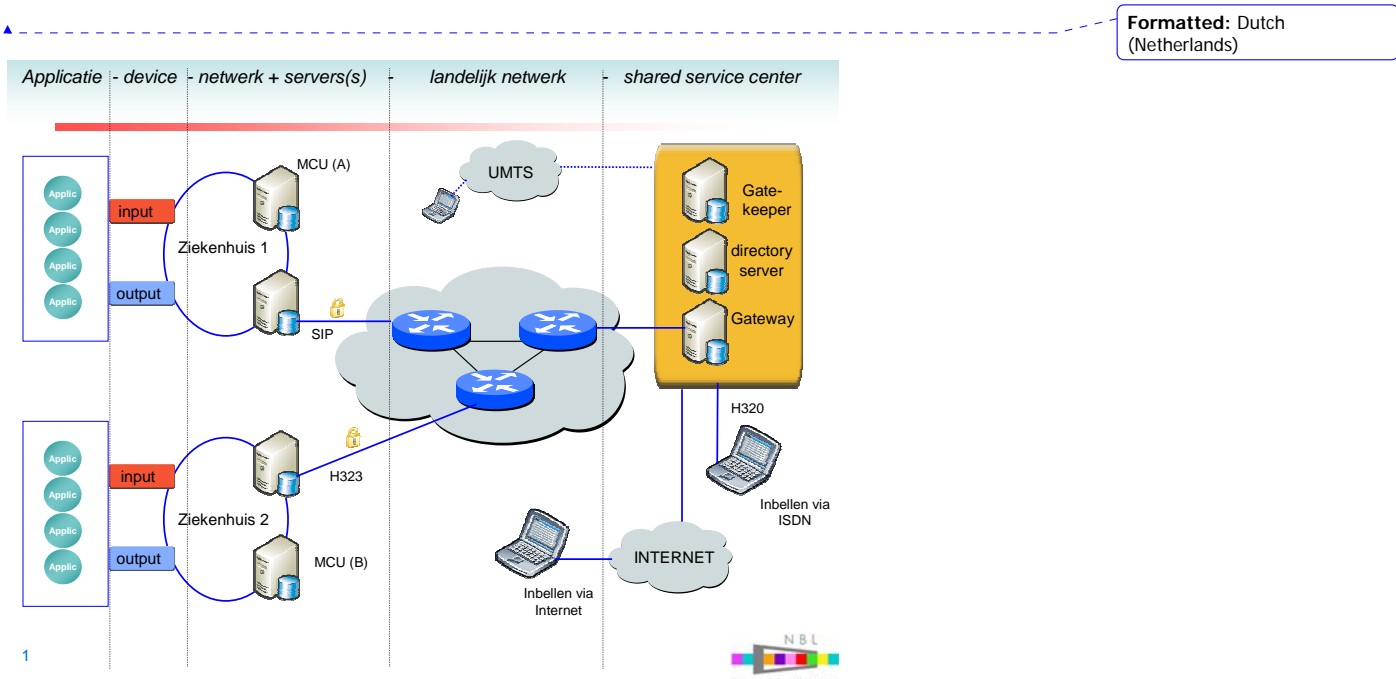 Formatted: Dutch
(Netherlands)
Applicatie - device - netwerk + servers(s) - landelijk netwerk - shared service center
MCU (A)
UMTS
Applic
Applic
Applic
Applic
input
output
Ziekenhuis 1
SIP
Gate-
keeper
directory
server
Gateway
H320
Applic
Applic
Applic
Applic
input
output
Ziekenhuis 2
H323
MCU (B)
Inbellen via
ISDN
INTERNET
Inbellen via
Internet
1
NBL